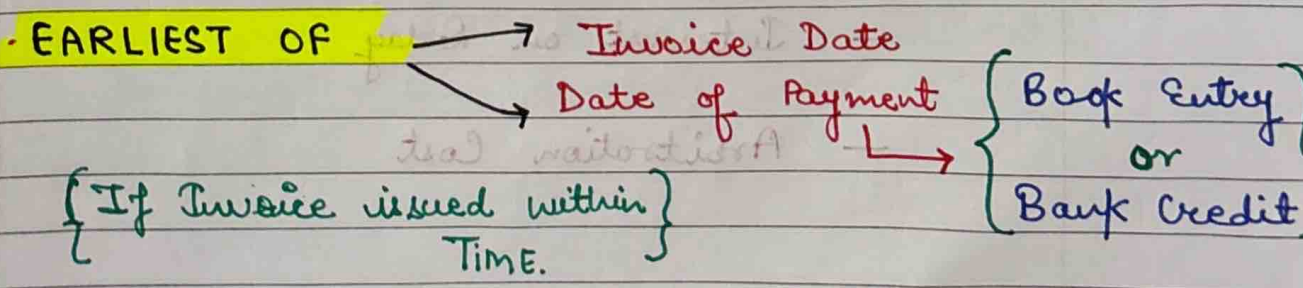 · EARLIEST OF → Invoice Date
→ Date of Payment ↳ { Book Entry
or
Bank Credit }
{ If Invoice issued within
TIME. }